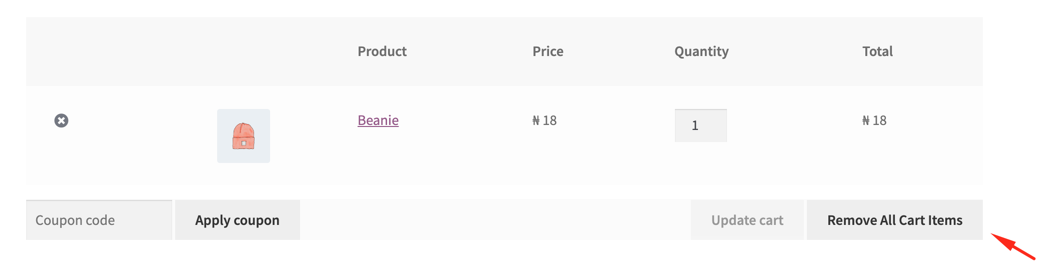 Product Price Quantity Total
Beanie ₦ 18 1 ₦ 18
Coupon code Apply coupon Update cart Remove All Cart Items